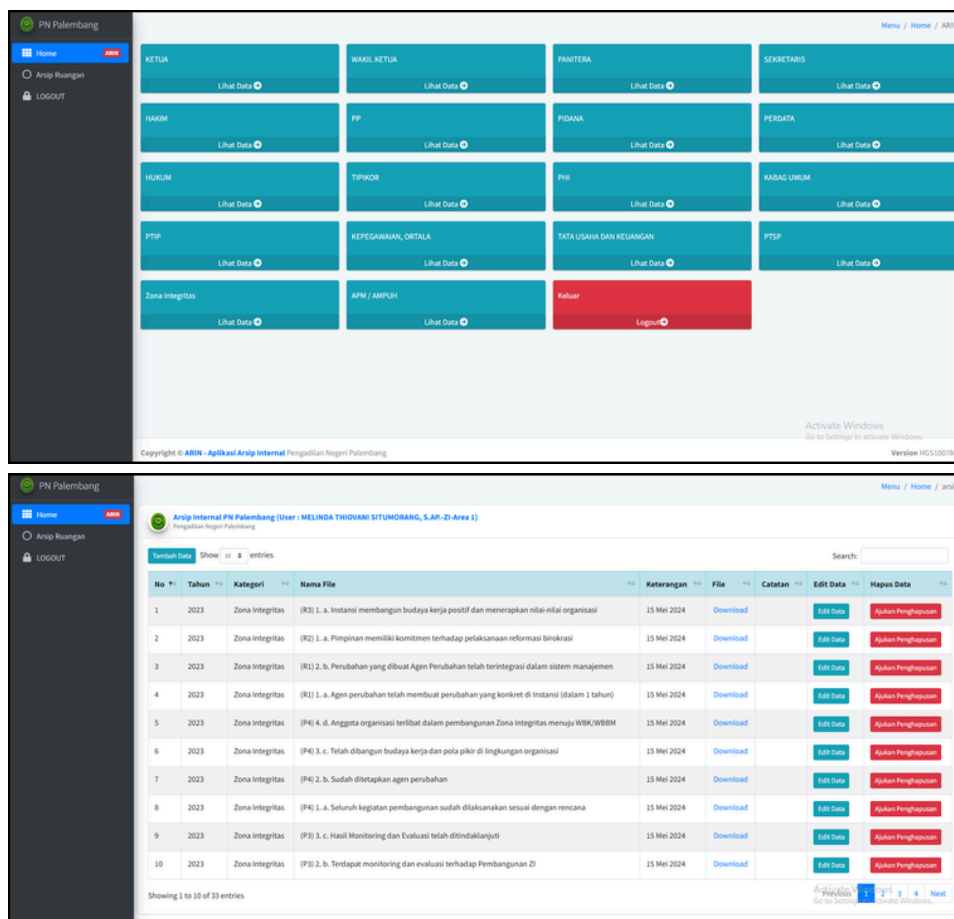 PN Palembang
Menu / Home / ARIN
Home ARIN
Arsip Ruangan
LOGOUT
KETUA WAKIL KETUA PANITERA SEKRETARIS
Lihat Data Lihat Data Lihat Data Lihat Data
HAKIM PP PIDANA PERDATA
Lihat Data Lihat Data Lihat Data Lihat Data
HUKUM TIPIKOR PHI KABAG UMUM
Lihat Data Lihat Data Lihat Data Lihat Data
PTIP KEPEGAWAIAN, ORTALA TATA USAHA DAN KEUANGAN PTSP
Lihat Data Lihat Data Lihat Data Lihat Data
Zona Integritas APM / AMPUH Keluar
Lihat Data Lihat Data Logout
Activate Windows
Go to Settings to activate Windows.
Copyright © ARIN - Aplikasi Arsip Internal Pengadilan Negeri Palembang Version HGS10078
PN Palembang
Menu / Home / arsi
Home ARIN
Arsip Ruangan
LOGOUT
Arsip Internal PN Palembang (User : MELINDA THIOVANI SITUMORANG, S.AP.-ZI-Area 1)
Pengadilan Negeri Palembang
Tambah Data Show 10 entries Search:
No Tahun Kategori Nama File Keterangan File Catatan Edit Data Hapus Data
1 2023 Zona Integritas (R3) 1. a. Instansi membangun budaya kerja positif dan menerapkan nilai-nilai organisasi 15 Mei 2024 Download Edit Data Ajukan Penghapusan
2 2023 Zona Integritas (R2) 1. a. Pimpinan memiliki komitmen terhadap pelaksanaan reformasi birokrasi 15 Mei 2024 Download Edit Data Ajukan Penghapusan
3 2023 Zona Integritas (R1) 2. b. Perubahan yang dibuat Agen Perubahan telah terintegrasi dalam sistem manajemen 15 Mei 2024 Download Edit Data Ajukan Penghapusan
4 2023 Zona Integritas (R1) 1. a. Agen perubahan telah membuat perubahan yang konkret di Instansi (dalam 1 tahun) 15 Mei 2024 Download Edit Data Ajukan Penghapusan
5 2023 Zona Integritas (P4) 4. d. Anggota organisasi terlibat dalam pembangunan Zona Integritas menuju WBK/WBBM 15 Mei 2024 Download Edit Data Ajukan Penghapusan
6 2023 Zona Integritas (P4) 3. c. Telah dibangun budaya kerja dan pola pikir di lingkungan organisasi 15 Mei 2024 Download Edit Data Ajukan Penghapusan
7 2023 Zona Integritas (P4) 2. b. Sudah ditetapkan agen perubahan 15 Mei 2024 Download Edit Data Ajukan Penghapusan
8 2023 Zona Integritas (P4) 1. a. Seluruh kegiatan pembangunan sudah dilaksanakan sesuai dengan rencana 15 Mei 2024 Download Edit Data Ajukan Penghapusan
9 2023 Zona Integritas (P3) 3. c. Hasil Monitoring dan Evaluasi telah ditindaklanjuti 15 Mei 2024 Download Edit Data Ajukan Penghapusan
10 2023 Zona Integritas (P3) 2. b. Terdapat monitoring dan evaluasi terhadap Pembangunan ZI 15 Mei 2024 Download Edit Data Ajukan Penghapusan
Showing 1 to 10 of 33 entries Previous 1 2 3 4 Next
Activate Windows
Go to Settings to activate Windows.